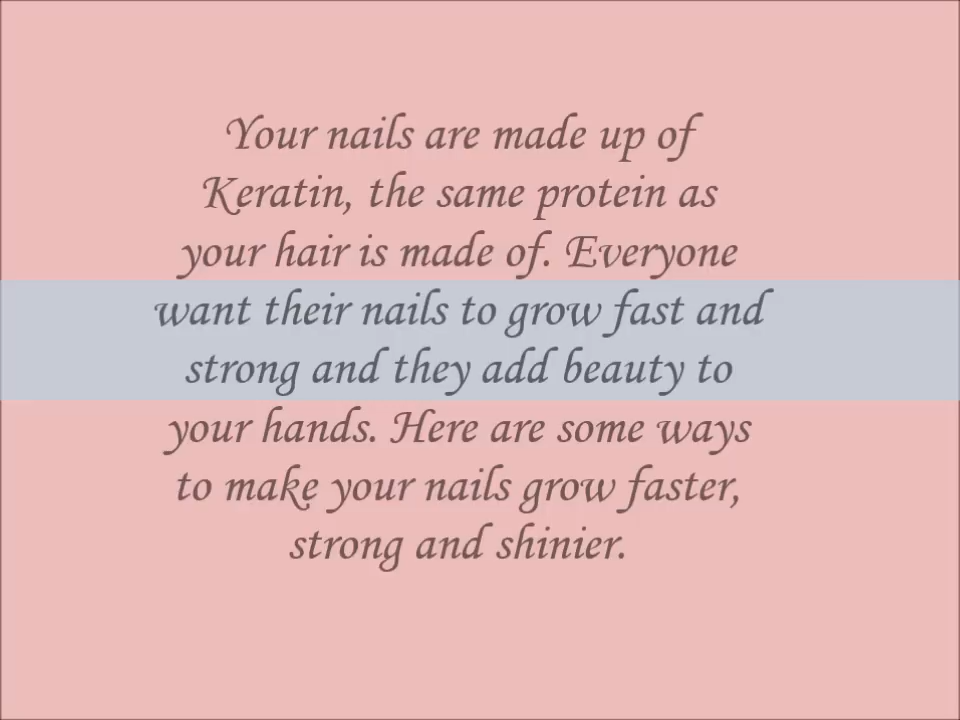 Your nails are made up of
Keratin, the same protein as
your hair is made of. Everyone
want their nails to grow fast and
strong and they add beauty to
your hands. Here are some ways
to make your nails grow faster,
strong and shinier.